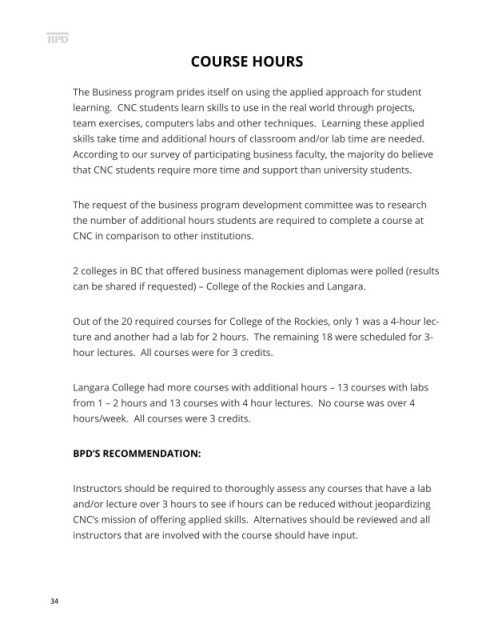 BPD
COURSE HOURS
The Business program prides itself on using the applied approach for student
learning.  CNC students learn skills to use in the real world through projects,
team exercises, computers labs and other techniques.  Learning these applied
skills take time and additional hours of classroom and/or lab time are needed.
According to our survey of participating business faculty, the majority do believe
that CNC students require more time and support than university students.
The request of the business program development committee was to research
the number of additional hours students are required to complete a course at
CNC in comparison to other institutions.
2 colleges in BC that offered business management diplomas were polled (results
can be shared if requested) – College of the Rockies and Langara.
Out of the 20 required courses for College of the Rockies, only 1 was a 4-hour lec-
ture and another had a lab for 2 hours.  The remaining 18 were scheduled for 3-
hour lectures.  All courses were for 3 credits.
Langara College had more courses with additional hours – 13 courses with labs
from 1 – 2 hours and 13 courses with 4 hour lectures.  No course was over 4
hours/week.  All courses were 3 credits.
BPD'S RECOMMENDATION:
Instructors should be required to thoroughly assess any courses that have a lab
and/or lecture over 3 hours to see if hours can be reduced without jeopardizing
CNC's mission of offering applied skills.  Alternatives should be reviewed and all
instructors that are involved with the course should have input.
34